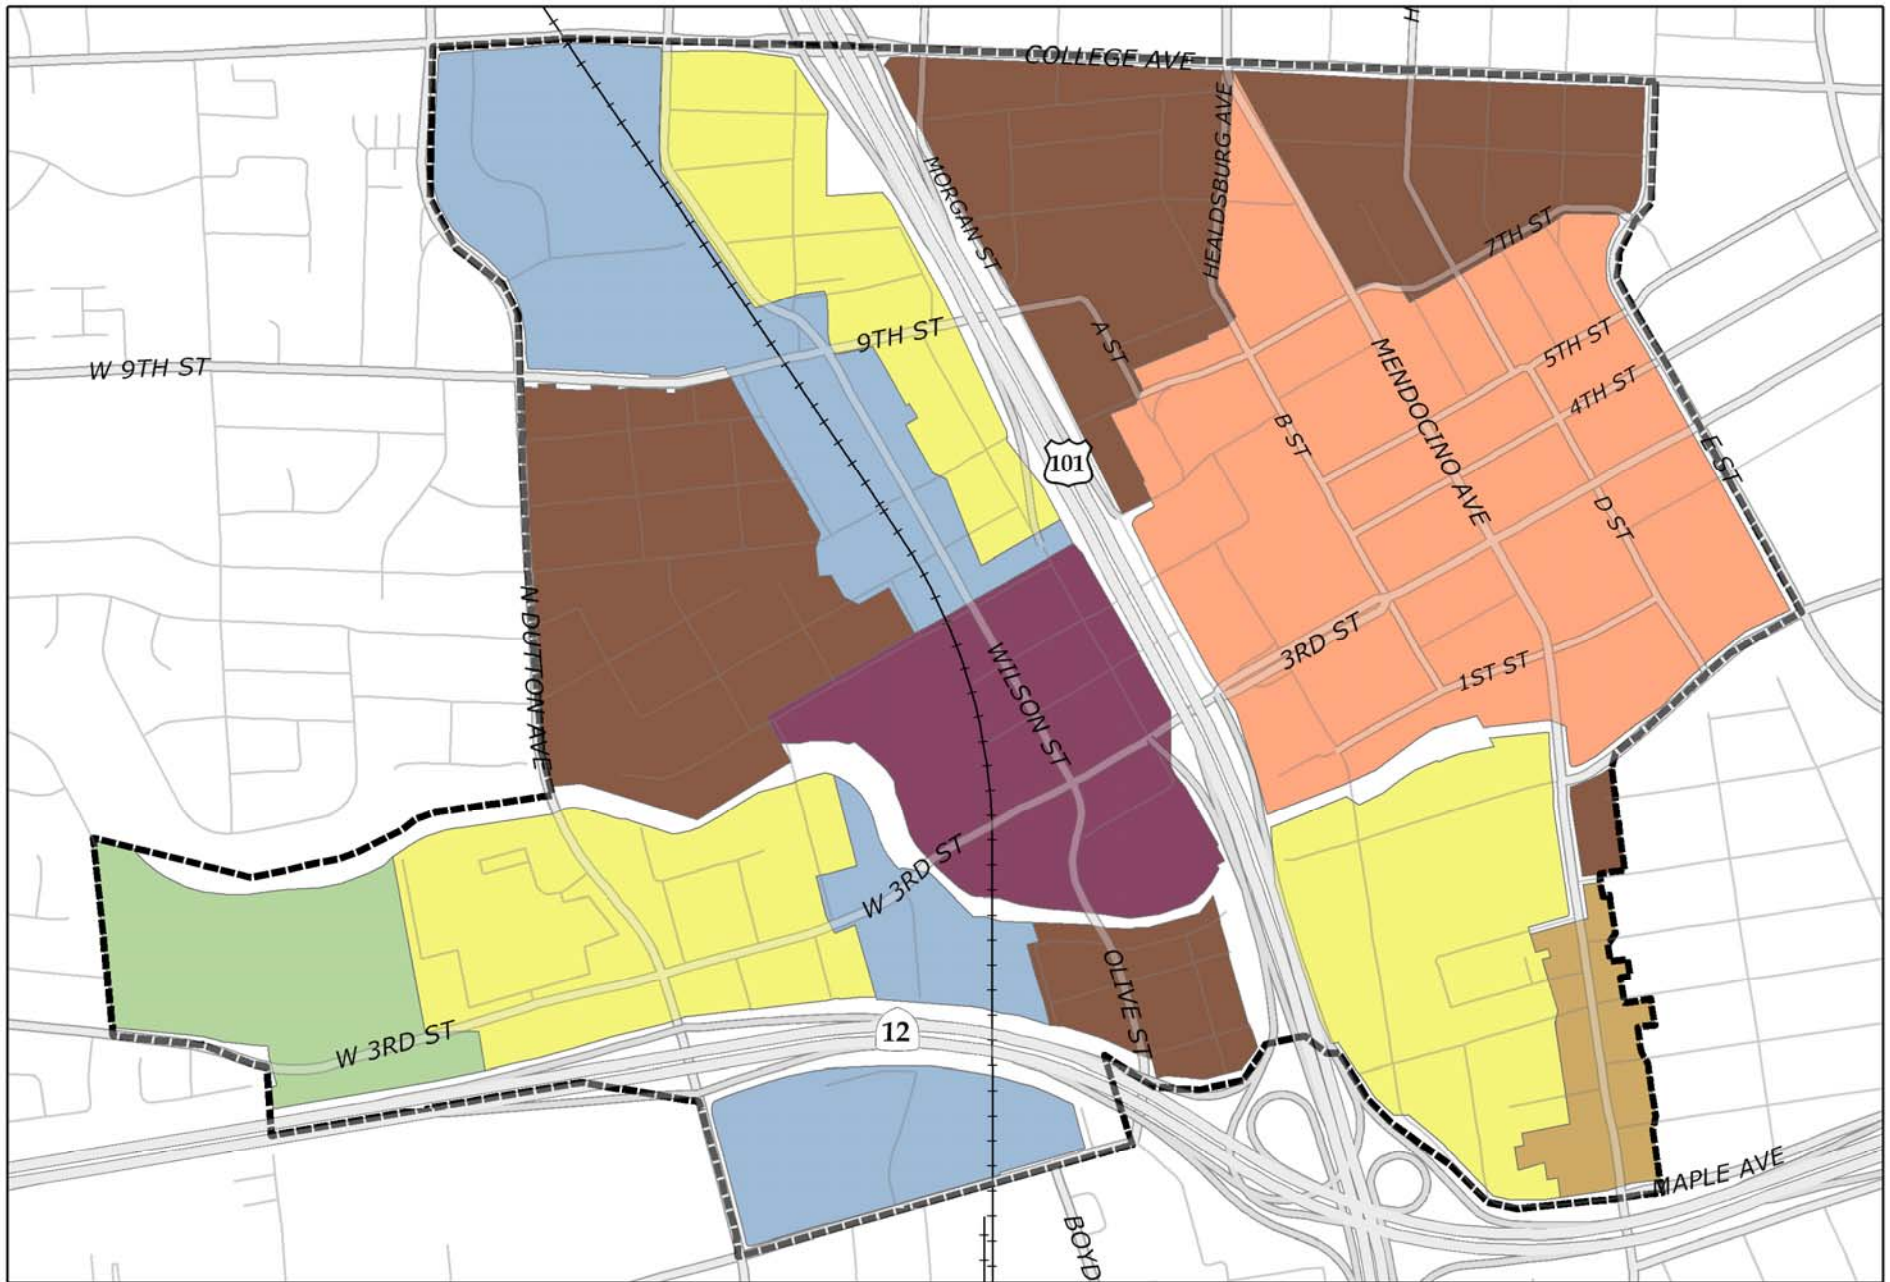 H
COLLEGE AVE
HEALDSBURG AVE
MORGAN ST
7TH ST
9TH ST
A ST
5TH ST
W 9TH ST
MENDOCINO AVE
4TH ST
B ST
E ST
101
D ST
N DUTTON AVE
WILSON ST
3RD ST
1ST ST
W 3RD ST
OLIVE ST
12
W 3RD ST
MAPLE AVE
BOYD